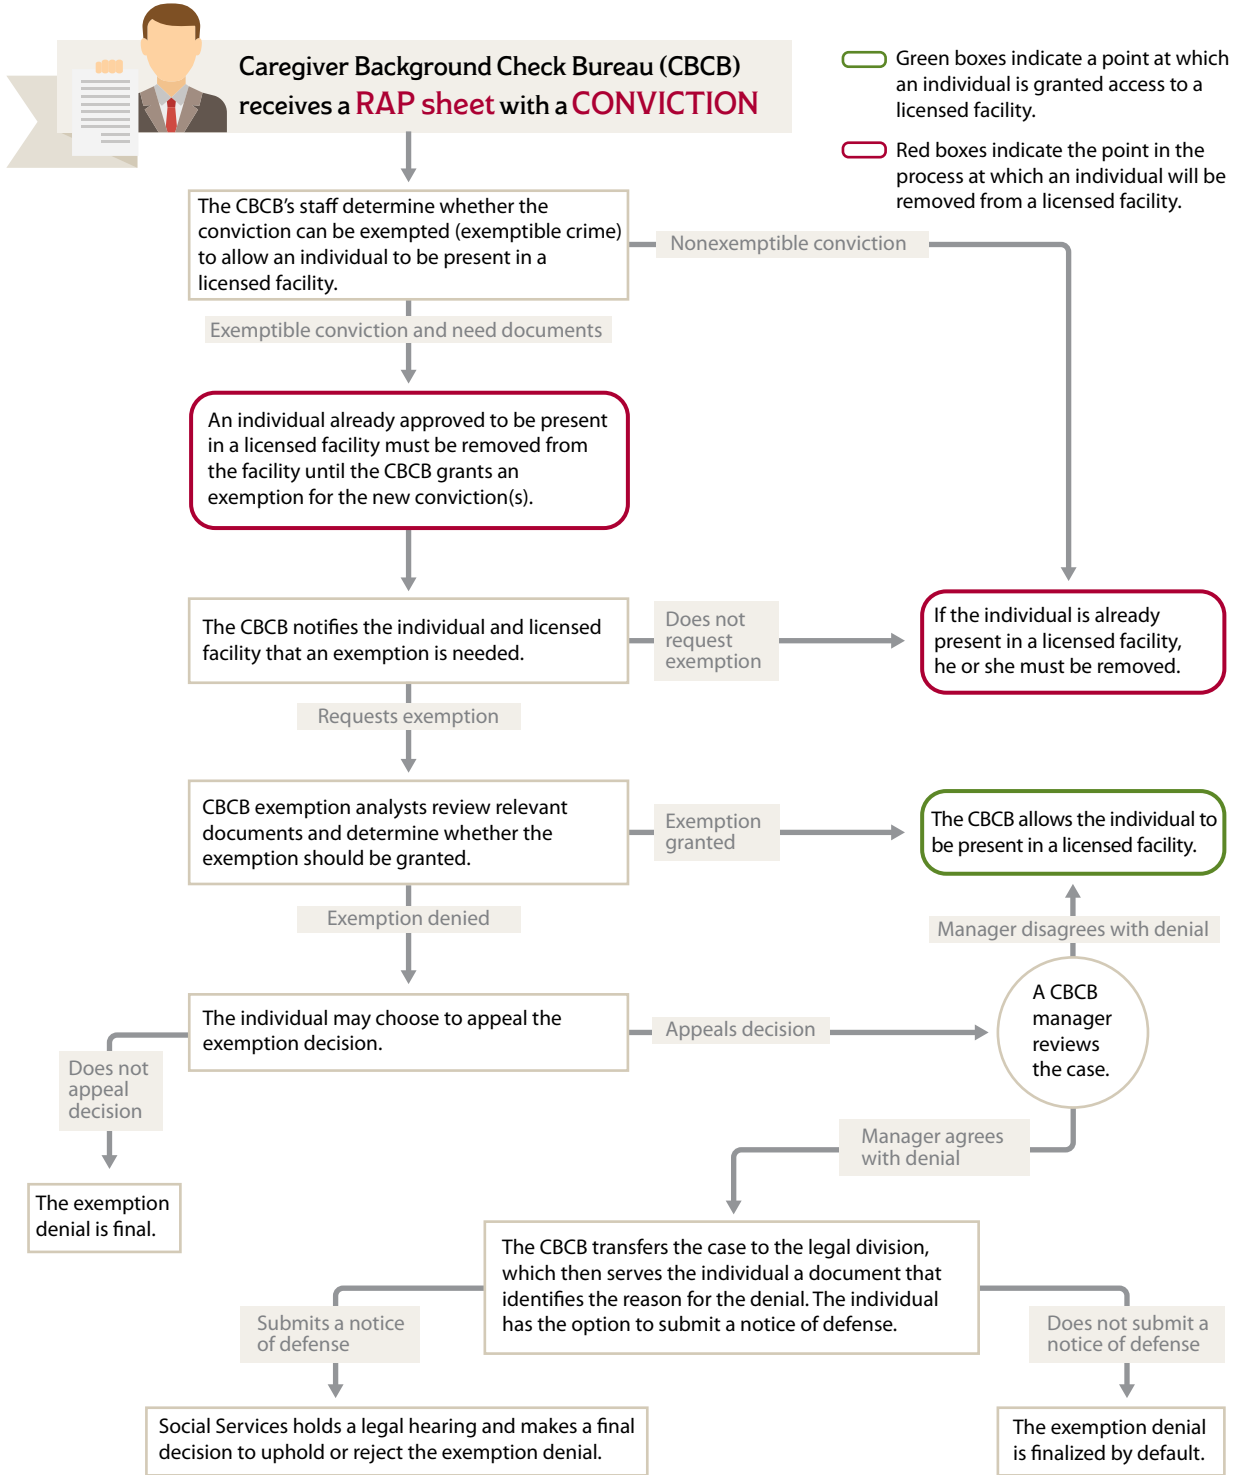 Caregiver Background Check Bureau (CBCB)
receives a RAP sheet with a CONVICTION
Green boxes indicate a point at which
an individual is granted access to a
licensed facility.
Red boxes indicate the point in the
process at which an individual will be
removed from a licensed facility.
The CBCB’s staff determine whether the
conviction can be exempted (exemptible crime)
to allow an individual to be present in a
licensed facility.
Nonexemptible conviction
Exemptible conviction and need documents
An individual already approved to be present
in a licensed facility must be removed from
the facility until the CBCB grants an
exemption for the new conviction(s).
The CBCB notifies the individual and licensed
facility that an exemption is needed.
Does not
request
exemption
If the individual is already
present in a licensed facility,
he or she must be removed.
Requests exemption
CBCB exemption analysts review relevant
documents and determine whether the
exemption should be granted.
Exemption
granted
The CBCB allows the individual to
be present in a licensed facility.
Exemption denied
Manager disagrees with denial
The individual may choose to appeal the
exemption decision.
Appeals decision
A CBCB
manager
reviews
the case.
Does not
appeal
decision
Manager agrees
with denial
The exemption
denial is final.
The CBCB transfers the case to the legal division,
which then serves the individual a document that
identifies the reason for the denial. The individual
has the option to submit a notice of defense.
Submits a notice
of defense
Does not submit a
notice of defense
Social Services holds a legal hearing and makes a final
decision to uphold or reject the exemption denial.
The exemption denial
is finalized by default.